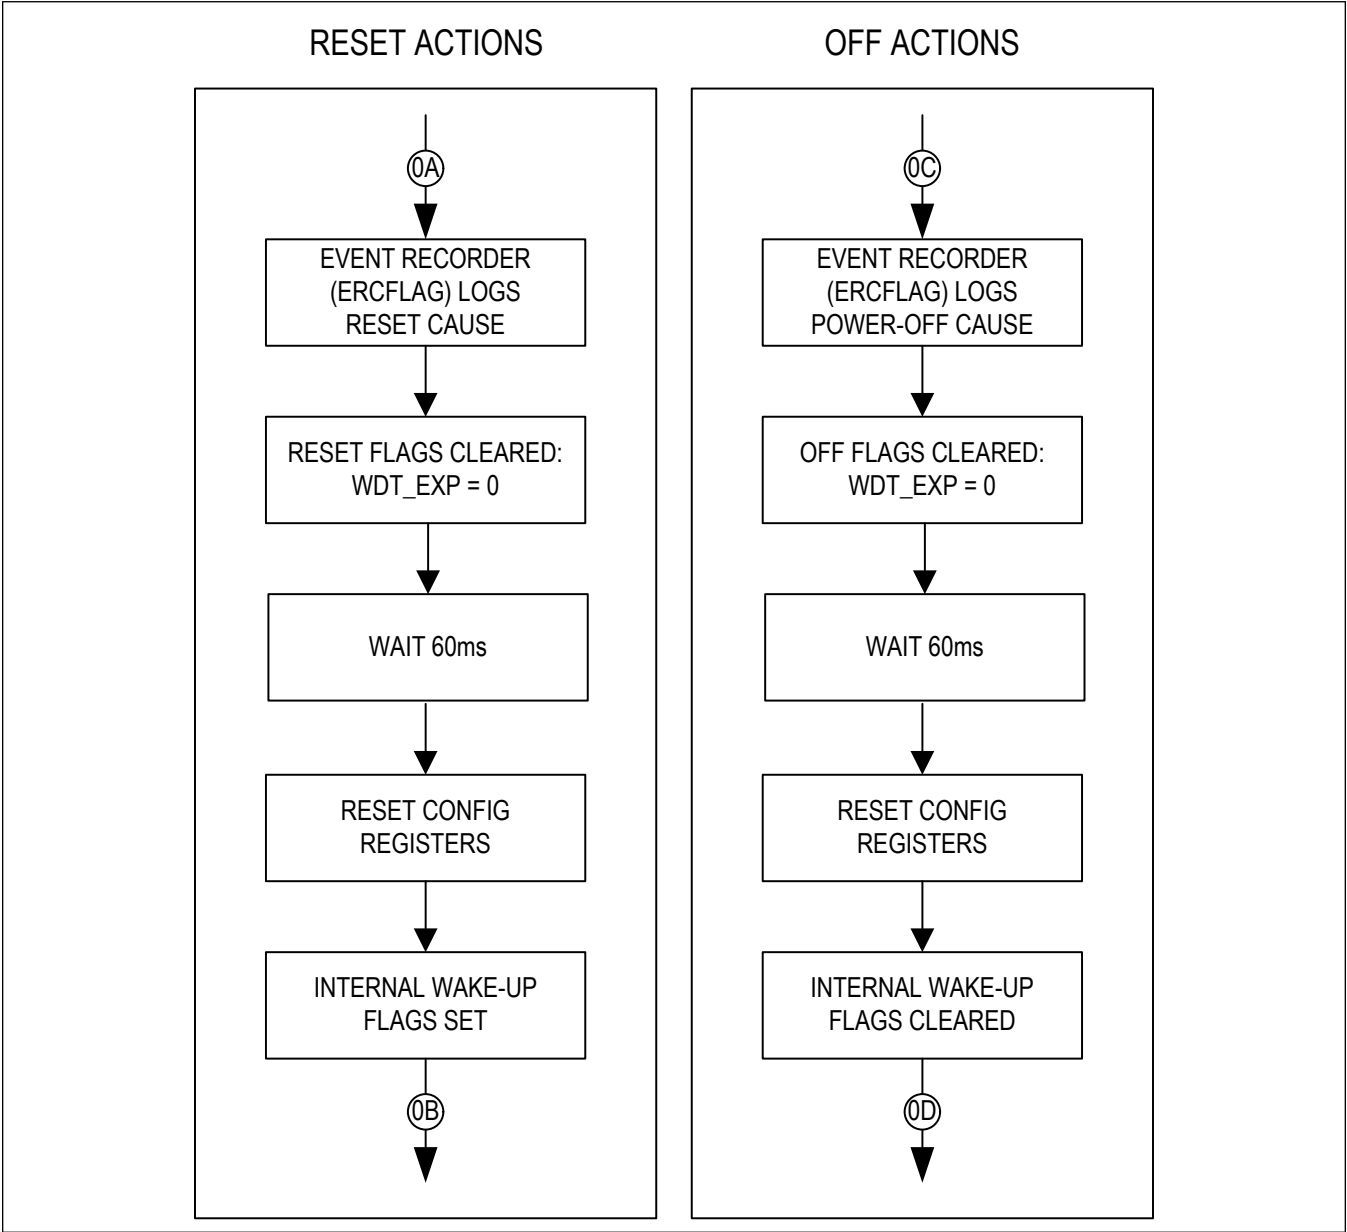 RESET ACTIONS
0A
EVENT RECORDER
(ERCFLAG) LOGS
RESET CAUSE
RESET FLAGS CLEARED:
WDT_EXP = 0
WAIT 60ms
RESET CONFIG
REGISTERS
INTERNAL WAKE-UP
FLAGS SET
0B
OFF ACTIONS
0C
EVENT RECORDER
(ERCFLAG) LOGS
POWER-OFF CAUSE
OFF FLAGS CLEARED:
WDT_EXP = 0
WAIT 60ms
RESET CONFIG
REGISTERS
INTERNAL WAKE-UP
FLAGS CLEARED
0D